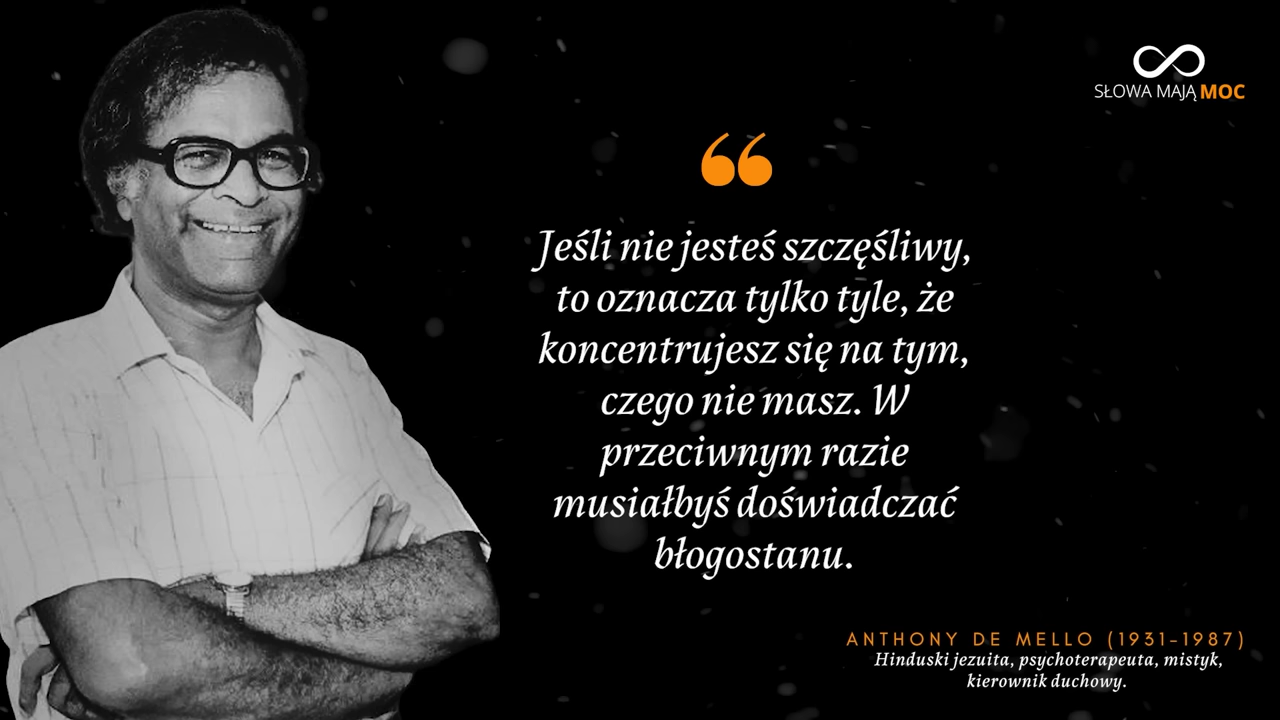 SŁOWA MAJĄ MOC
Jeśli nie jesteś szczęśliwy,
to oznacza tylko tyle, że
koncentrujesz się na tym,
czego nie masz. W
przeciwnym razie
musiałbyś doświadczać
błogostanu.
ANTHONY DE MELLO (1931-1987)
Hinduski jezuita, psychoterapeuta, mistyk,
kierownik duchowy.